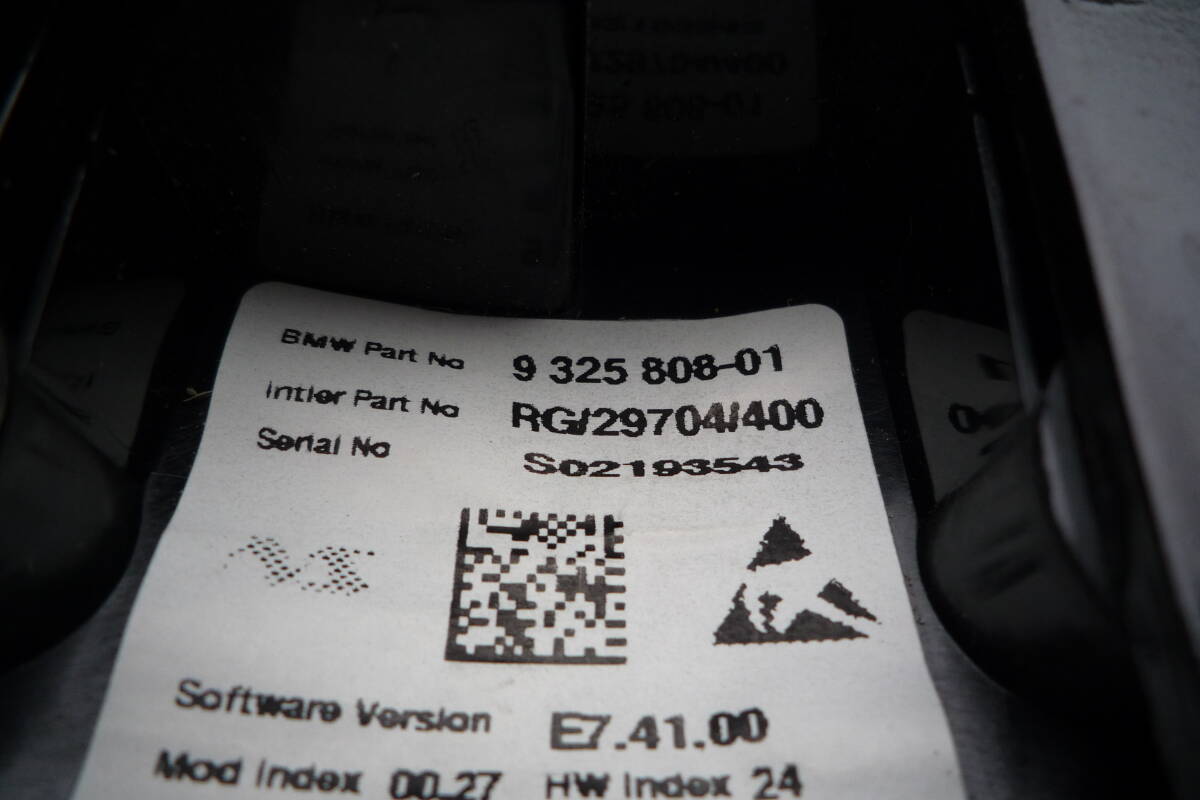 BMW Part No 9 325 808-01
Intier Part No RG/29704/400
Serial No S02193543
Software Version E7.41.00
Mod Index 00.27 HW Index 24